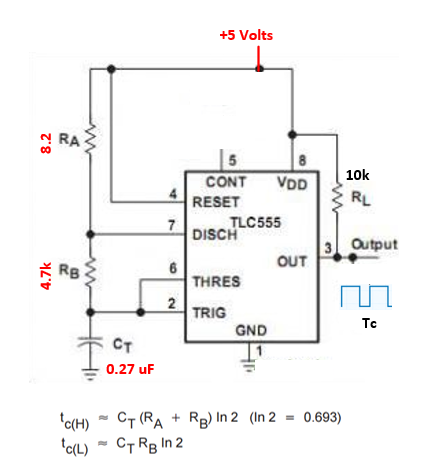 +5 Volts
8.2
RA
5
8
CONT
VDD
10k
RL
4
RESET
TLC555
7
DISCH
3
Output
OUT
4.7k
RB
6
THRES
2
TRIG
Tc
GND
1
CT
0.27 uF
tc(H) ≈ CT (RA + RB) ln 2 (ln 2 = 0.693)
tc(L) ≈ CT RB ln 2